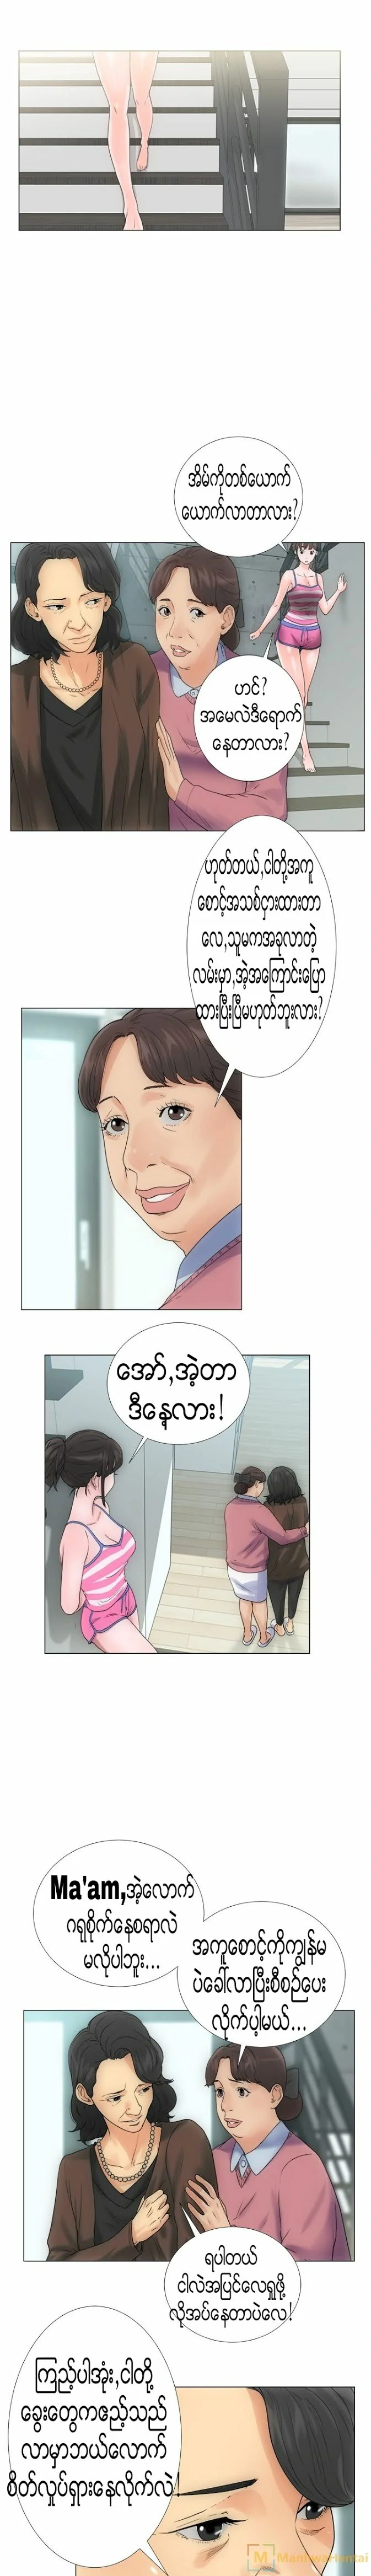 အိမ်ကိုတစ်ယောက်
ယောက်လာတာလား?
ဟင်?
အမေလဲဒီရောက်
နေတာလား?
ဟုတ်တယ်,ငါတို့အကူ
စောင့်အသစ်ငှားထားတာ
လေ,သူမကအခုလာတဲ့
လမ်းမှာ,အဲ့အကြောင်းပြော
ထားပြီးပြီမဟုတ်ဘူးလား?
အော်,အဲ့တာ
ဒီနေ့လား!
Ma'am,အဲ့လောက်
ဂရုစိုက်နေစရာလဲ
မလိုပါဘူး...
အကူစောင့်ကိုကျွန်မ
ပဲခေါ်လာပြီးစီစဉ်ပေး
လိုက်ပါ့မယ်...
ရပါတယ်
ငါလဲအပြင်လေရှူဖို့
လိုအပ်နေတာပဲလေ!
ကြည့်ပါအုံး,ငါတို့
ခွေးတွေကဧည့်သည်
လာမှာဘယ်လောက်
စိတ်လှုပ်ရှားနေလိုက်လဲ!